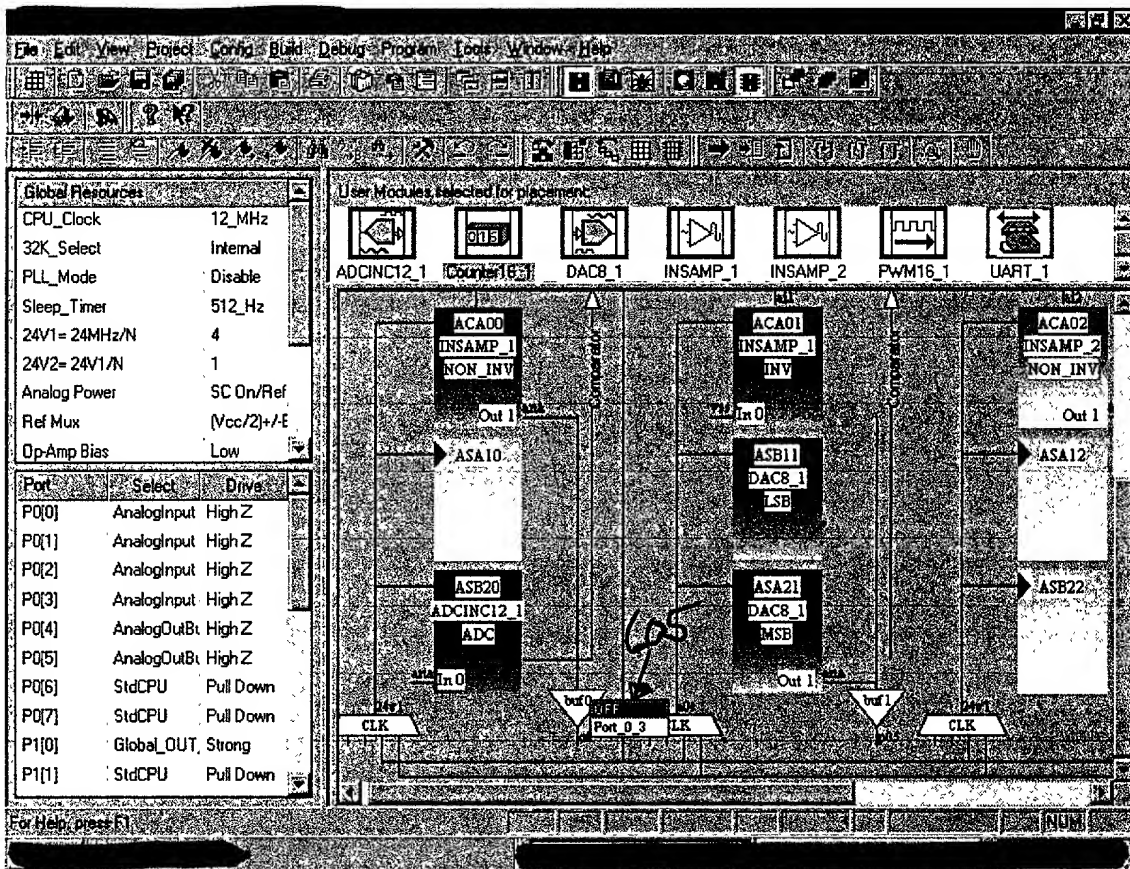 File Edit View Project Config Build Debug Program Tools Window Help
Global Resources
CPU_Clock 12_MHz
32K_Select Internal
PLL_Mode Disable
Sleep_Timer 512_Hz
24V1= 24MHz/N 4
24V2= 24V1/N 1
Analog Power SC On/Ref
Ref Mux (Vcc/2)+/-E
Op-Amp Bias Low
Port Select Drive
P0[0] AnalogInput High Z
P0[1] AnalogInput High Z
P0[2] AnalogInput High Z
P0[3] AnalogInput High Z
P0[4] AnalogOutBu High Z
P0[5] AnalogOutBu High Z
P0[6] StdCPU Pull Down
P0[7] StdCPU Pull Down
P1[0] Global_OUT_ Strong
P1[1] StdCPU Pull Down
User Modules selected for placement
ADCINC12_1 Counter16_1 DAC8_1 INSAMP_1 INSAMP_2 PWM16_1 UART_1
ACA00
INSAMP_1
NON_INV
Out 1
Comparator
ACA01
INSAMP_1
INV
In 0
Comparator
ACA02
INSAMP_2
NON_INV
Out 1
ASA10
ASB11
DAC8_1
LSB
ASA12
ASB20
ADCINC12_1
ADC
In 0
605
ASA21
DAC8_1
MSB
Out 1
ASB22
CLK
buf0
Port_0_3
CLK
buf1
24V1
CLK
For Help, press F1
NUM